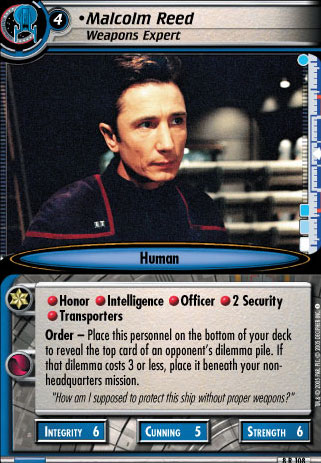 4
•Malcolm Reed
Weapons Expert
Human
Honor Intelligence Officer 2 Security
Transporters
Order – Place this personnel on the bottom of your deck
to reveal the top card of an opponent's dilemma pile. If
that dilemma costs 3 or less, place it beneath your non-
headquarters mission.
"How am I supposed to protect this ship without proper weapons?"
INTEGRITY 6 CUNNING 5 STRENGTH 6
8 R 108